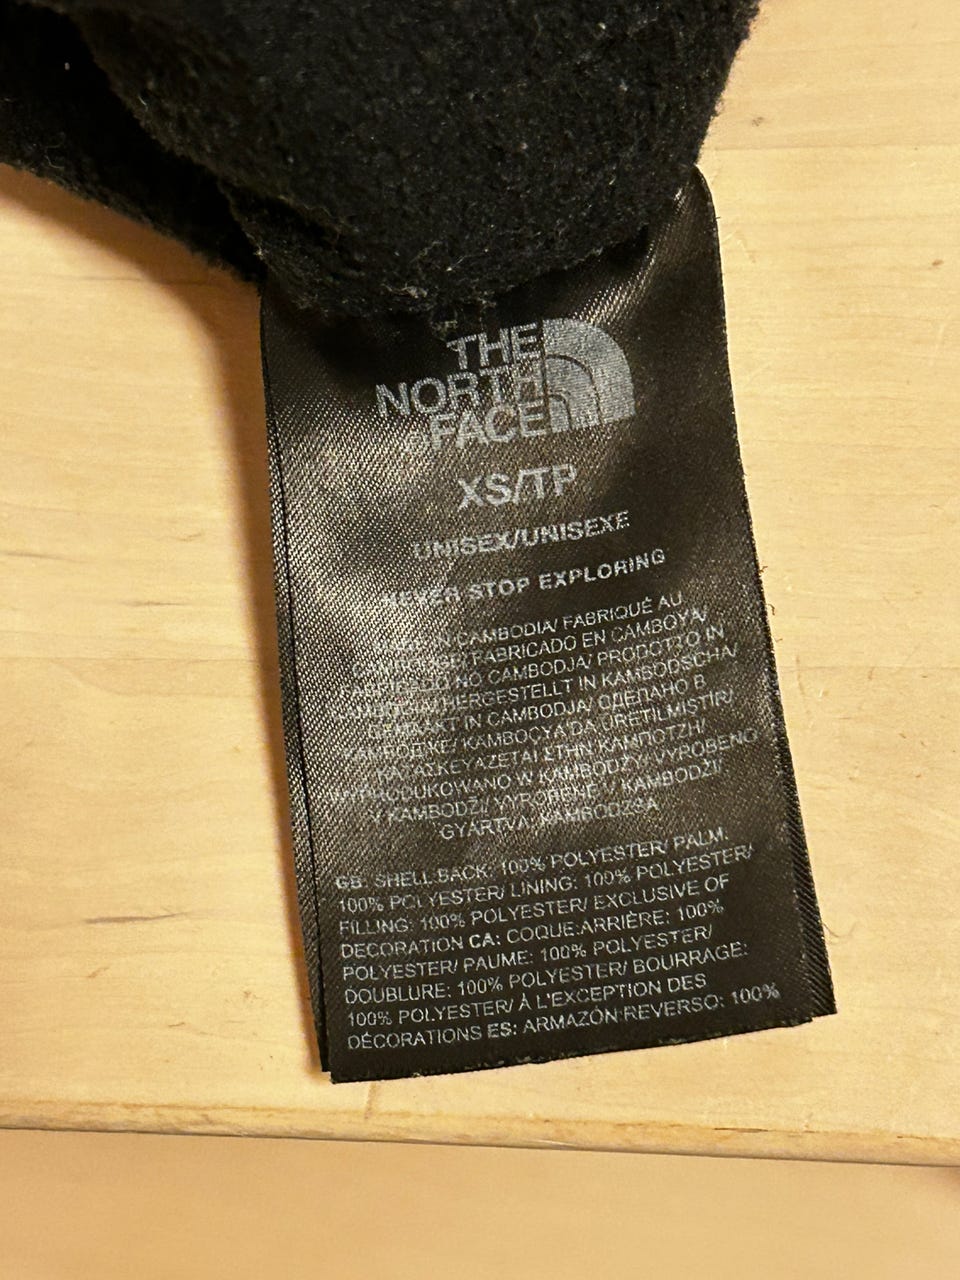 THE
NORTH
FACE
XS/TP
UNISEX/UNISEXE
NEVER STOP EXPLORING
IN CAMBODIA/ FABRIQUÉ AU
FABRICADO EN CAMBOYA/
NO CAMBODJA/ PRODOTTO IN
HERGESTELLT IN KAMBODSCHA/
IN CAMBODJA/ СДЕЛАНО В
KAMBOÇYA'DA ÜRETILMIŞTIR/
ΚΑΤΑΣΚΕΥΑΖΕΤΑΙ ΣΤΗΝ ΚΑΜΠΟΤΖΗ/
WYPRODUKOWANO W KAMBODŻY/ VYROBENO
V KAMBODŽI/ VYROBENÉ V KAMBODŽI/
GYÁRTVA: KAMBODZSA
GB: SHELL:BACK: 100% POLYESTER/ PALM:
100% POLYESTER/ LINING: 100% POLYESTER/
FILLING: 100% POLYESTER/ EXCLUSIVE OF
DECORATION CA: COQUE:ARRIÈRE: 100%
POLYESTER/ PAUME: 100% POLYESTER/
DOUBLURE: 100% POLYESTER/ BOURRAGE:
100% POLYESTER/ À L'EXCEPTION DES
DÉCORATIONS ES: ARMAZÓN:REVERSO: 100%